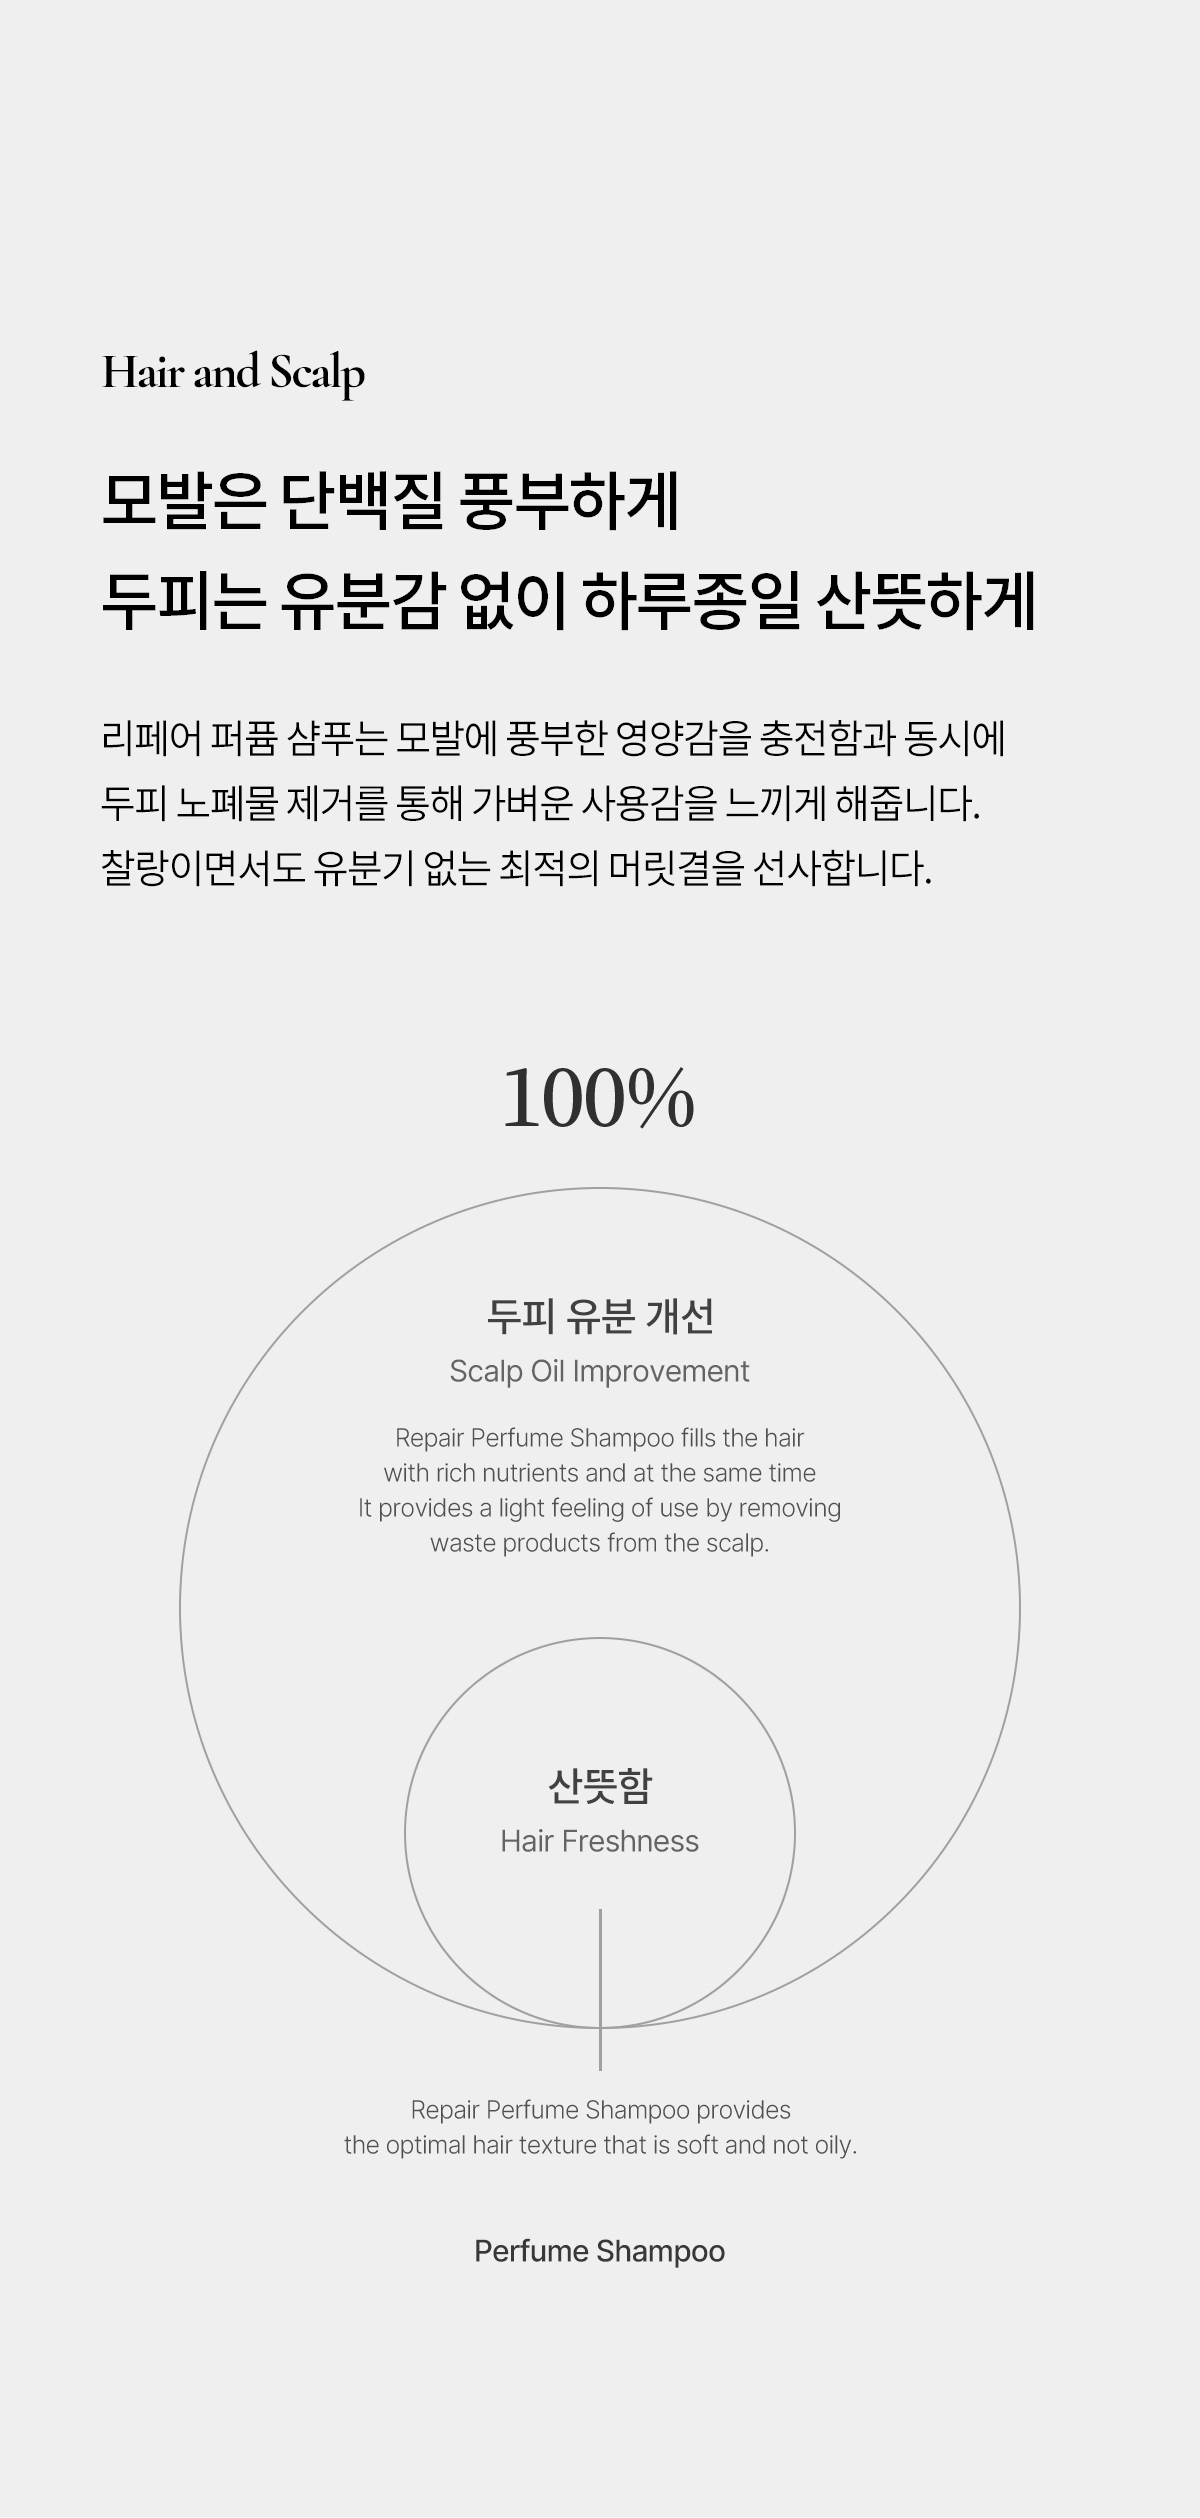 Hair and Scalp
모발은 단백질 풍부하게
두피는 유분감 없이 하루종일 산뜻하게
리페어 퍼퓸 샴푸는 모발에 풍부한 영양감을 충전함과 동시에
두피 노폐물 제거를 통해 가벼운 사용감을 느끼게 해줍니다.
찰랑이면서도 유분기 없는 최적의 머릿결을 선사합니다.
100%
두피 유분 개선
Scalp Oil Improvement
Repair Perfume Shampoo fills the hair
with rich nutrients and at the same time
It provides a light feeling of use by removing
waste products from the scalp.
산뜻함
Hair Freshness
Repair Perfume Shampoo provides
the optimal hair texture that is soft and not oily.
Perfume Shampoo